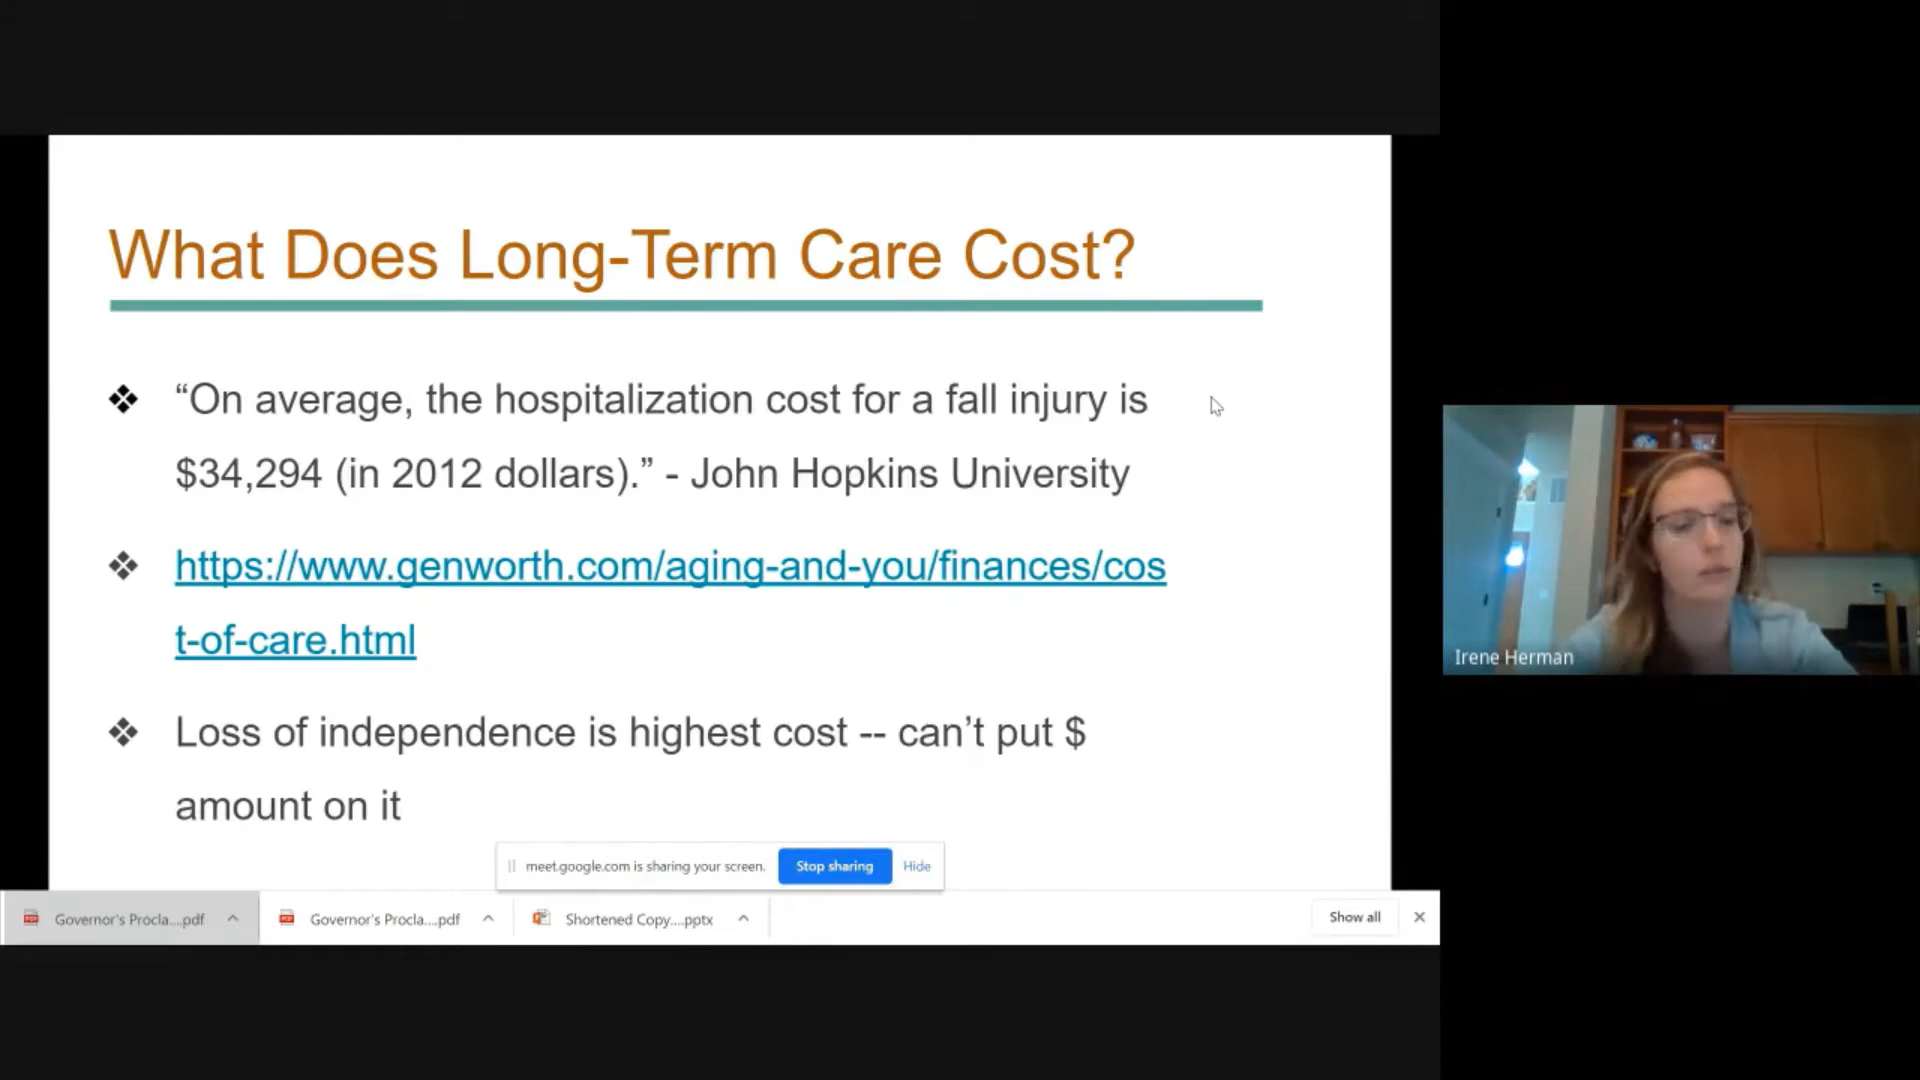 What Does Long-Term Care Cost?
“On average, the hospitalization cost for a fall injury is
$34,294 (in 2012 dollars).” - John Hopkins University
https://www.genworth.com/aging-and-you/finances/cos
t-of-care.html
Loss of independence is highest cost -- can’t put $
amount on it
Irene Herman
meet.google.com is sharing your screen. Stop sharing Hide
Governor's Procla....pdf Governor's Procla....pdf Shortened Copy....pptx Show all